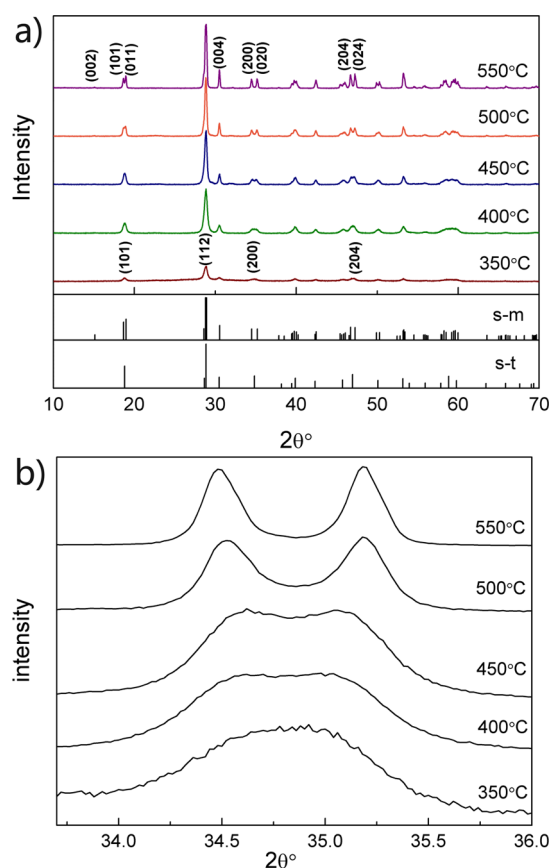 a)
(002)
(101)
(011)
(004)
(200)
(020)
(204)
(024)
550°C
500°C
450°C
400°C
350°C
(101)
(112)
(200)
(204)
Intensity
s-m
s-t
10 20 30 40 50 60 70
2θ°
b)
550°C
500°C
450°C
400°C
350°C
intensity
34.0 34.5 35.0 35.5 36.0
2θ°